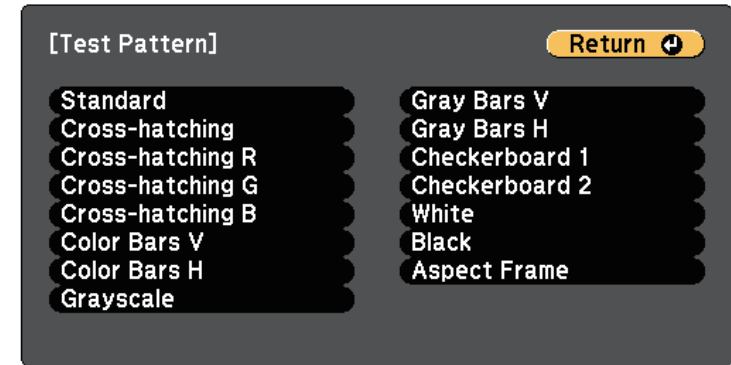 [Test Pattern]
Return
Standard
Cross-hatching
Cross-hatching R
Cross-hatching G
Cross-hatching B
Color Bars V
Color Bars H
Grayscale
Gray Bars V
Gray Bars H
Checkerboard 1
Checkerboard 2
White
Black
Aspect Frame